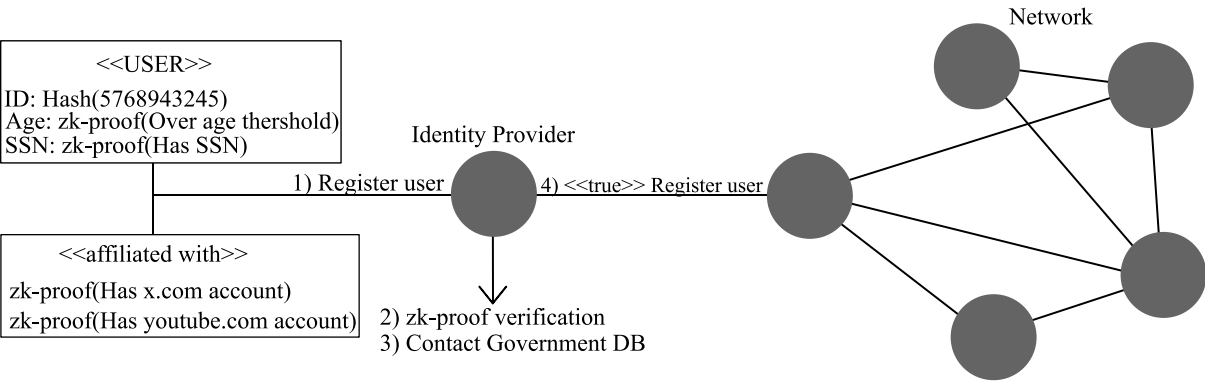 Network
<<USER>>
ID: Hash(5768943245)
Age: zk-proof(Over age thershold)
SSN: zk-proof(Has SSN)
Identity Provider
1) Register user
4) <<true>> Register user
<<affiliated with>>
zk-proof(Has x.com account)
zk-proof(Has youtube.com account)
2) zk-proof verification
3) Contact Government DB